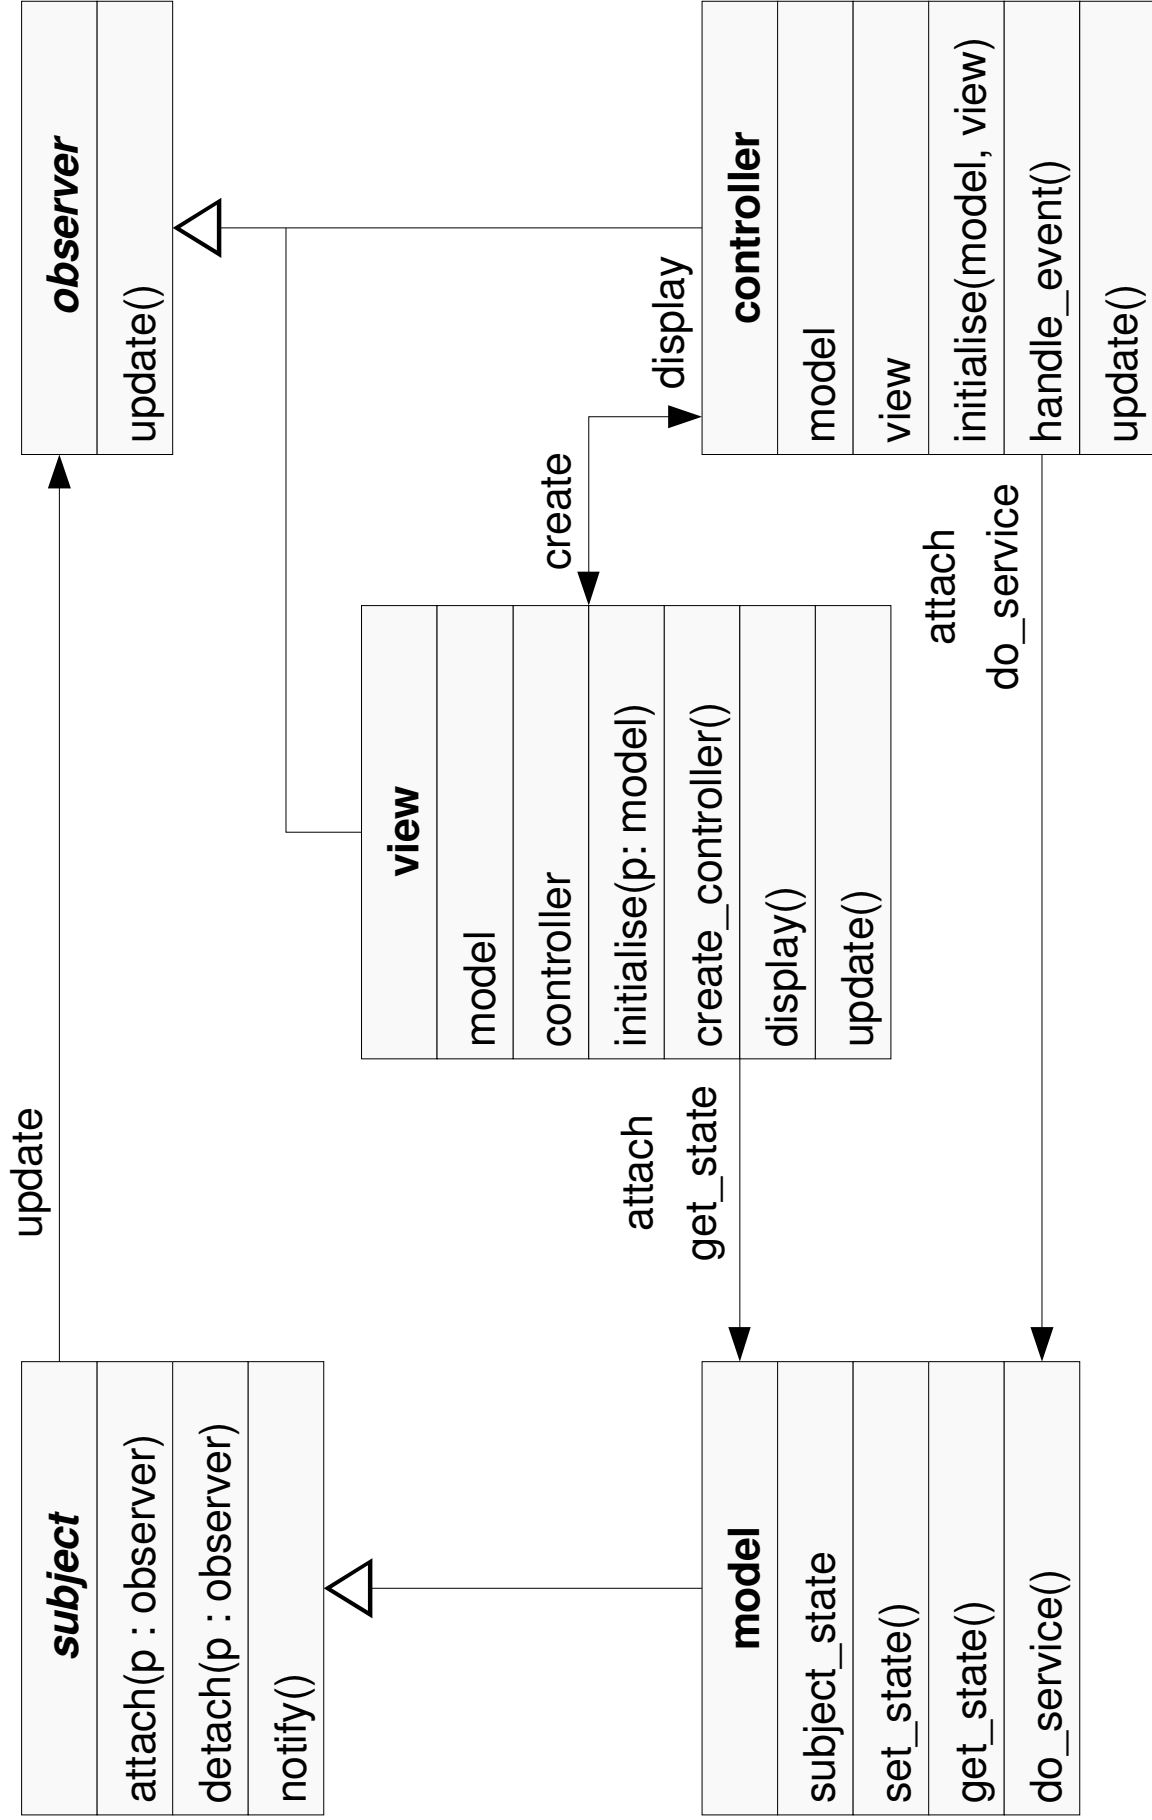 subject
attach(p : observer)
detach(p : observer)
notify()
update
observer
update()
view
model
controller
initialise(p: model)
create_controller()
display()
update()
create
display
attach
get_state
model
subject_state
set_state()
get_state()
do_service()
attach
do_service
controller
model
view
initialise(model, view)
handle_event()
update()